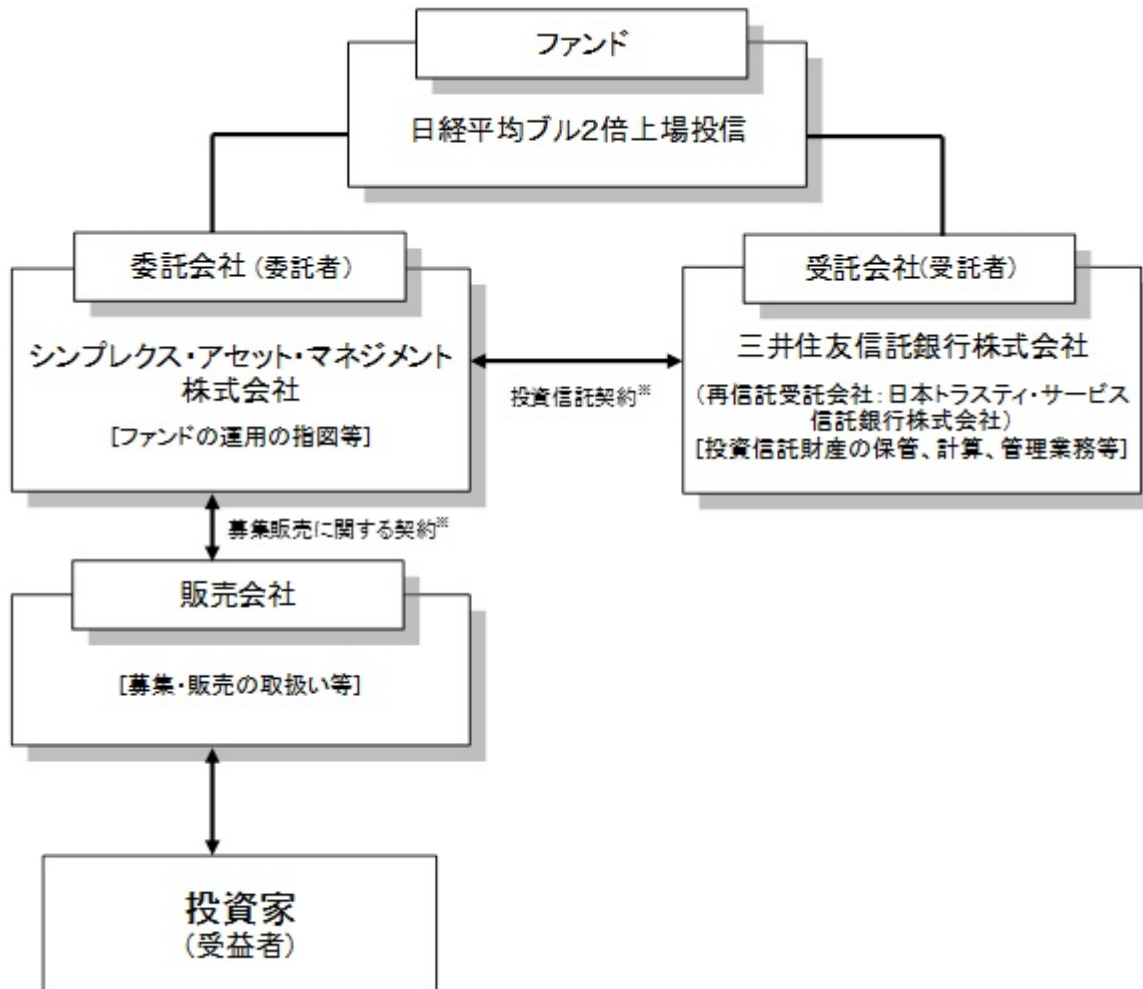 ファンド
日経平均ブル2倍上場投信
委託会社(委託者)
シンプレクス・アセット・マネジメント
株式会社
[ファンドの運用の指図等]
投資信託契約※
受託会社(受託者)
三井住友信託銀行株式会社
(再信託受託会社:日本トラスティ・サービス
信託銀行株式会社)
[投資信託財産の保管、計算、管理業務等]
募集販売に関する契約※
販売会社
[募集・販売の取扱い等]
投資家
(受益者)